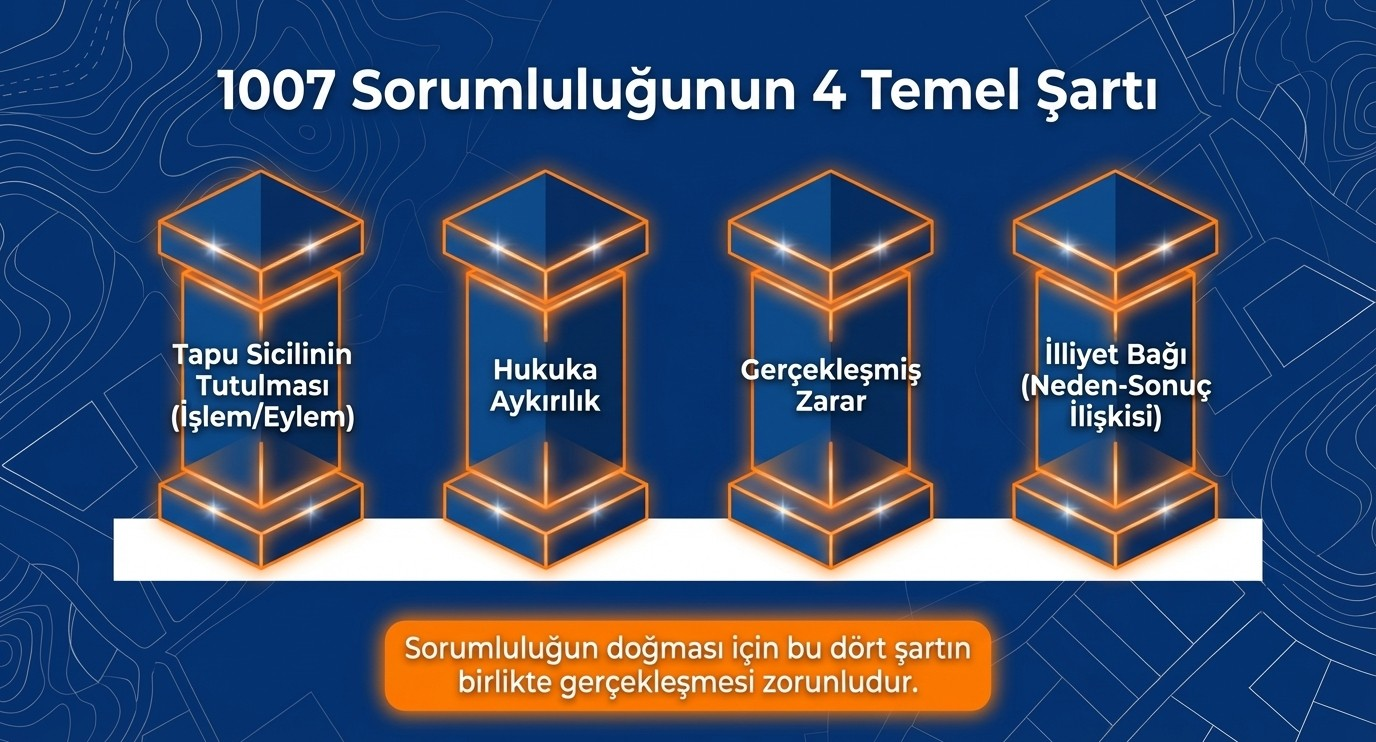 1007 Sorumluluğunun 4 Temel Şartı
Tapu Sicilinin
Tutulması
(İşlem/Eylem)
Hukuka
Aykırılık
Gerçekleşmiş
Zarar
İlliyet Bağı
(Neden-Sonuç
İlişkisi)
Sorumluluğun doğması için bu dört şartın
birlikte gerçekleşmesi zorunludur.